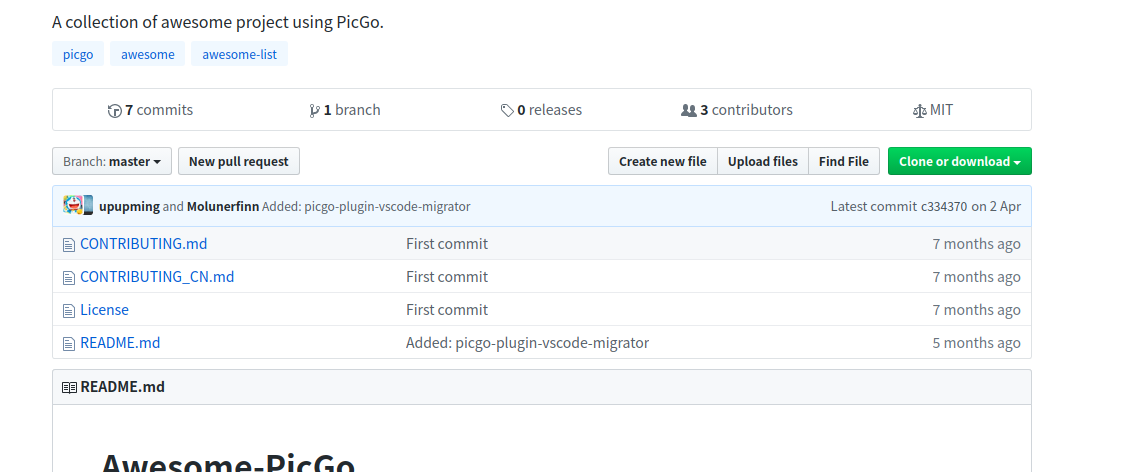 A collection of awesome project using PicGo.
picgo awesome awesome-list
7 commits 1 branch 0 releases 3 contributors MIT
Branch: master New pull request Create new file Upload files Find File Clone or download
upupming and Molunerfinn Added: picgo-plugin-vscode-migrator Latest commit c334370 on 2 Apr
CONTRIBUTING.md First commit 7 months ago
CONTRIBUTING_CN.md First commit 7 months ago
License First commit 7 months ago
README.md Added: picgo-plugin-vscode-migrator 5 months ago
README.md
Awesome-PicGo